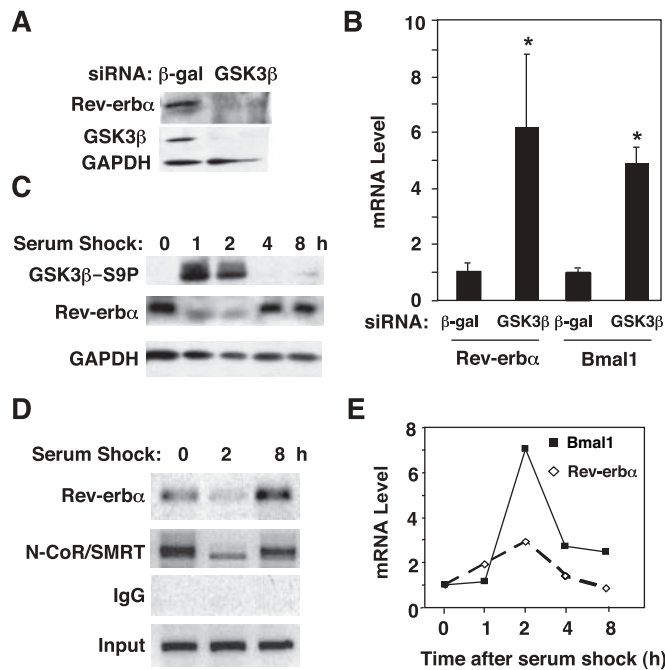 A
siRNA: β-gal GSK3β
Rev-erbα
GSK3β
GAPDH
B
mRNA Level
10
8
6
4
2
0
*
*
siRNA: β-gal GSK3β β-gal GSK3β
Rev-erbα Bmal1
C
Serum Shock: 0 1 2 4 8 h
GSK3β-S9P
Rev-erbα
GAPDH
D
Serum Shock: 0 2 8 h
Rev-erbα
N-CoR/SMRT
IgG
Input
E
mRNA Level
8
6
4
2
0
Bmal1
Rev-erbα
0 1 2 4 8
Time after serum shock (h)